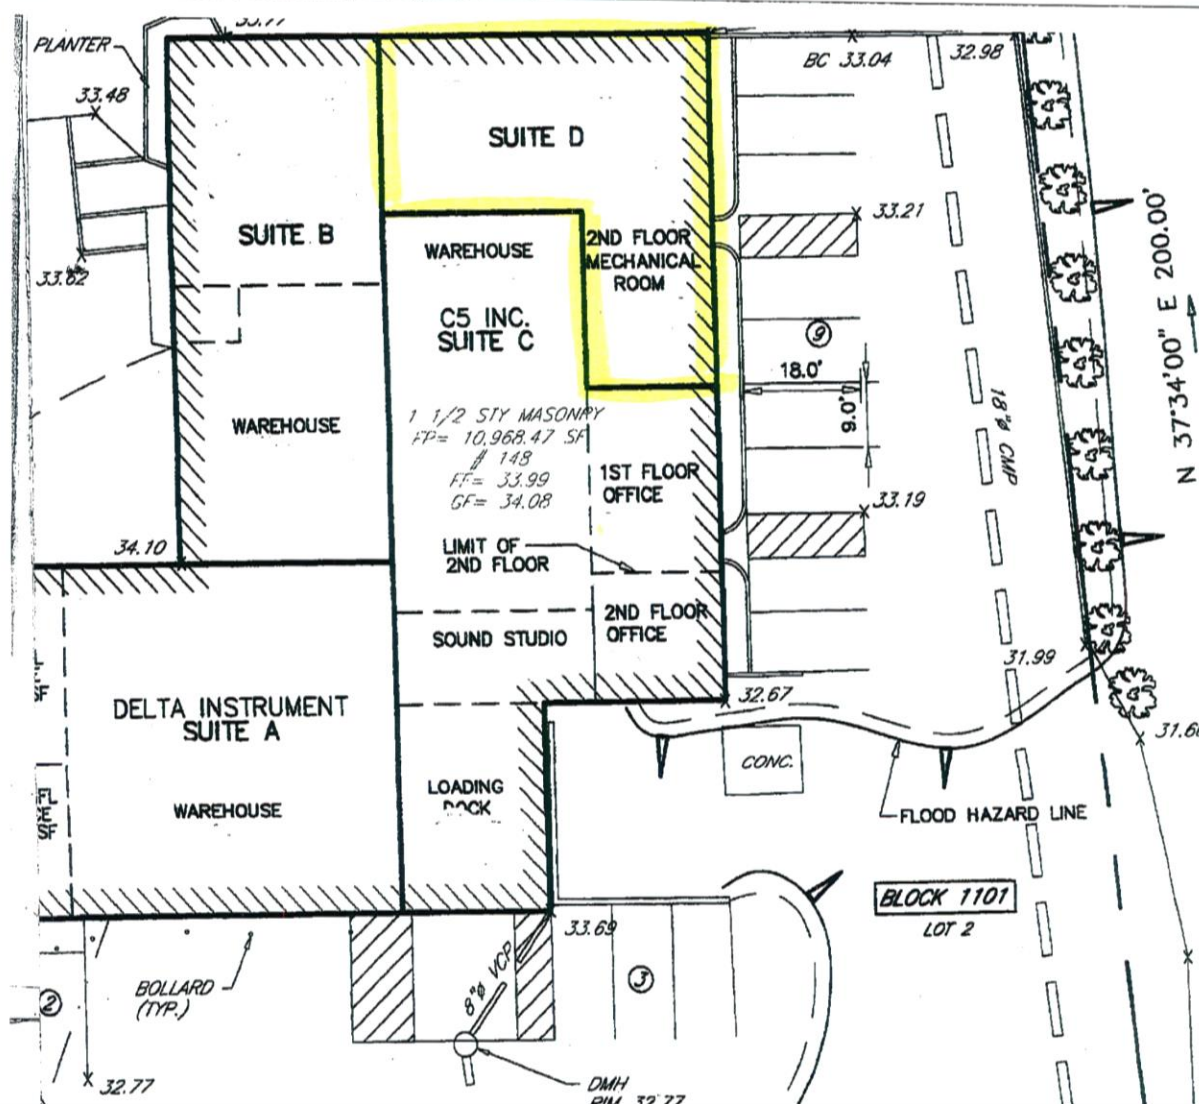 PLANTER
33.48
BC 33.04
32.98
SUITE D
SUITE B
33.62
WAREHOUSE
2ND FLOOR
MECHANICAL
ROOM
33.21
C5 INC.
SUITE C
N 37°34'00" E 200.00'
9
18.0'
9.0'
18"ø CMP
WAREHOUSE
1 1/2 STY MASONRY
FP= 10,968.47 SF
# 148
FF= 33.99
GF= 34.08
1ST FLOOR
OFFICE
33.19
34.10
LIMIT OF
2ND FLOOR
SOUND STUDIO
2ND FLOOR
OFFICE
31.99
32.67
DELTA INSTRUMENT
SUITE A
WAREHOUSE
LOADING
DOCK
CONC.
FLOOD HAZARD LINE
BLOCK 1101
LOT 2
33.69
8"ø VCP
3
2
BOLLARD
(TYP.)
32.77
DMH
RIM 32.77